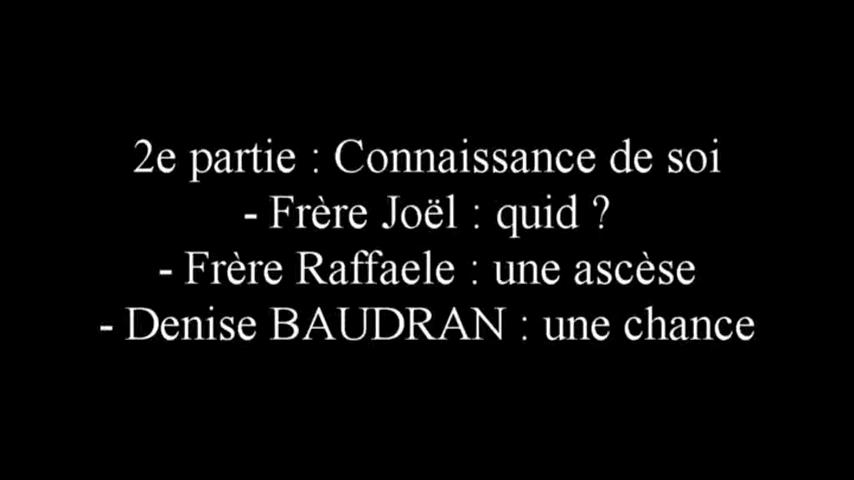 2e partie : Connaissance de soi
- Frère Joël : quid ?
- Frère Raffaele : une ascèse
- Denise BAUDRAN : une chance